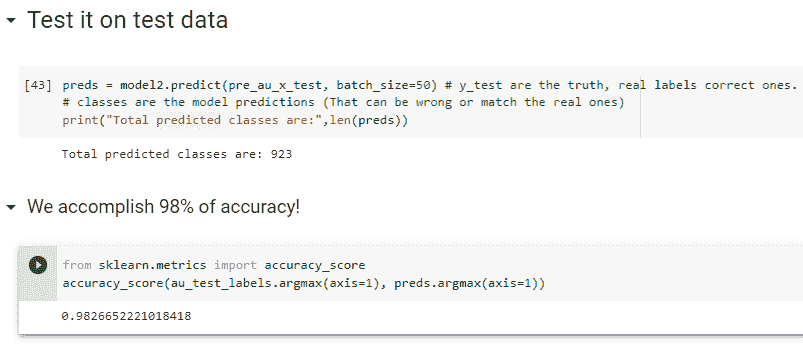 Test it on test data
[43] preds = model2.predict(pre_au_x_test, batch_size=50) # y_test are the truth, real labels correct ones.
# classes are the model predictions (That can be wrong or match the real ones)
print("Total predicted classes are:",len(preds))
Total predicted classes are: 923
We accomplish 98% of accuracy!
from sklearn.metrics import accuracy_score
accuracy_score(au_test_labels.argmax(axis=1), preds.argmax(axis=1))
0.9826652221018418